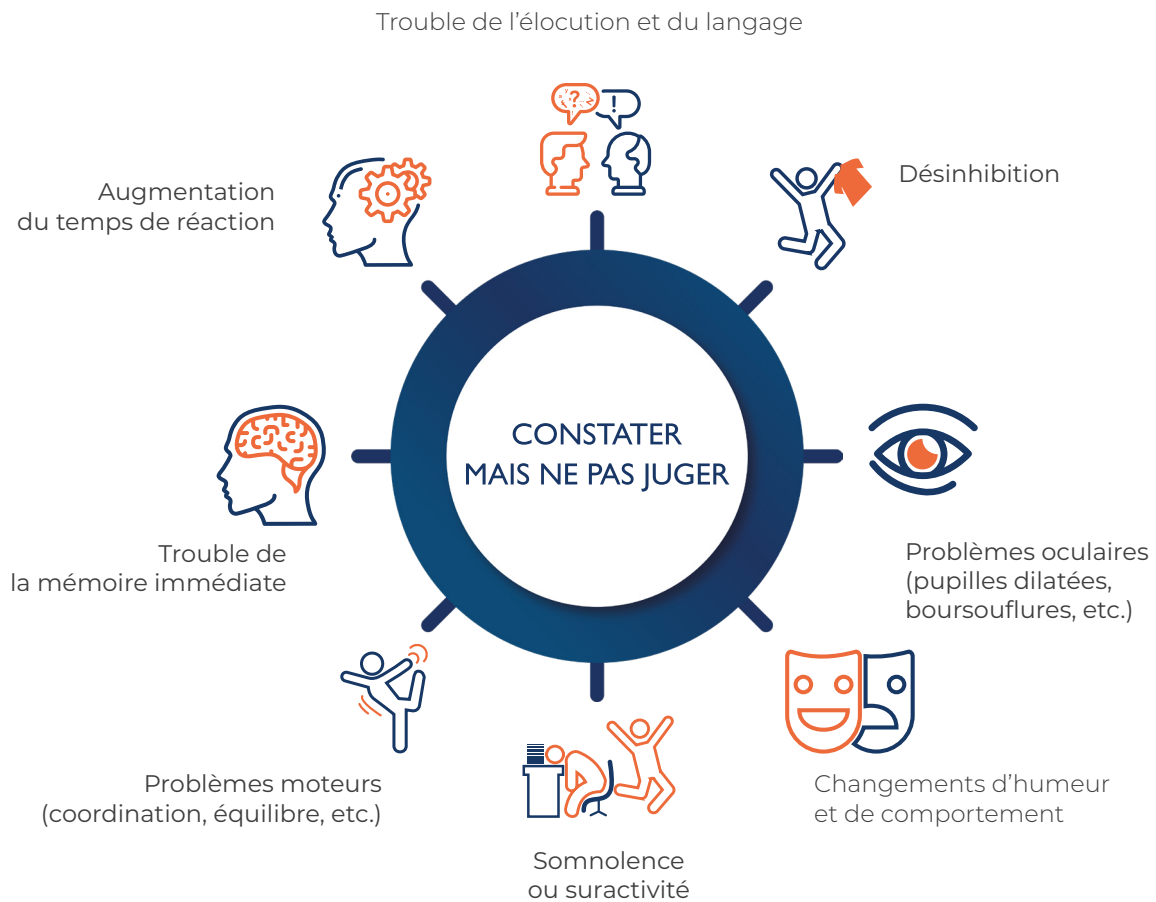 Trouble de l’élocution et du langage
Désinhibition
Augmentation
du temps de réaction
CONSTATER
MAIS NE PAS JUGER
Trouble de
la mémoire immédiate
Problèmes oculaires
(pupilles dilatées,
boursouflures, etc.)
Problèmes moteurs
(coordination, équilibre, etc.)
Changements d’humeur
et de comportement
Somnolence
ou suractivité